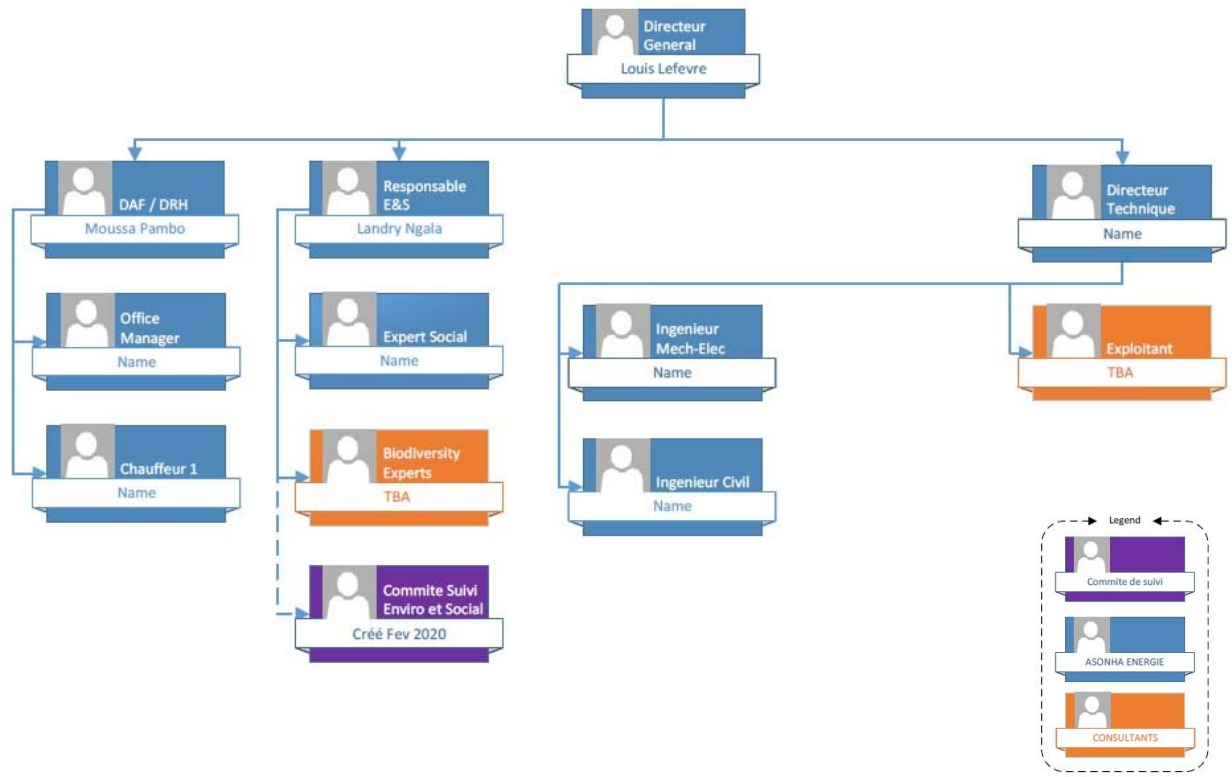 Directeur
General
Louis Lefevre
DAF / DRH
Moussa Pambo
Responsable
E&S
Landry Ngala
Directeur
Technique
Name
Office
Manager
Name
Expert Social
Name
Ingenieur
Mech-Elec
Name
Exploitant
TBA
Chauffeur 1
Name
Biodiversity
Experts
TBA
Ingenieur Civil
Name
Commite Suivi
Enviro et Social
Créé Fev 2020
Legend
Commite de suivi
ASONHA ENERGIE
CONSULTANTS